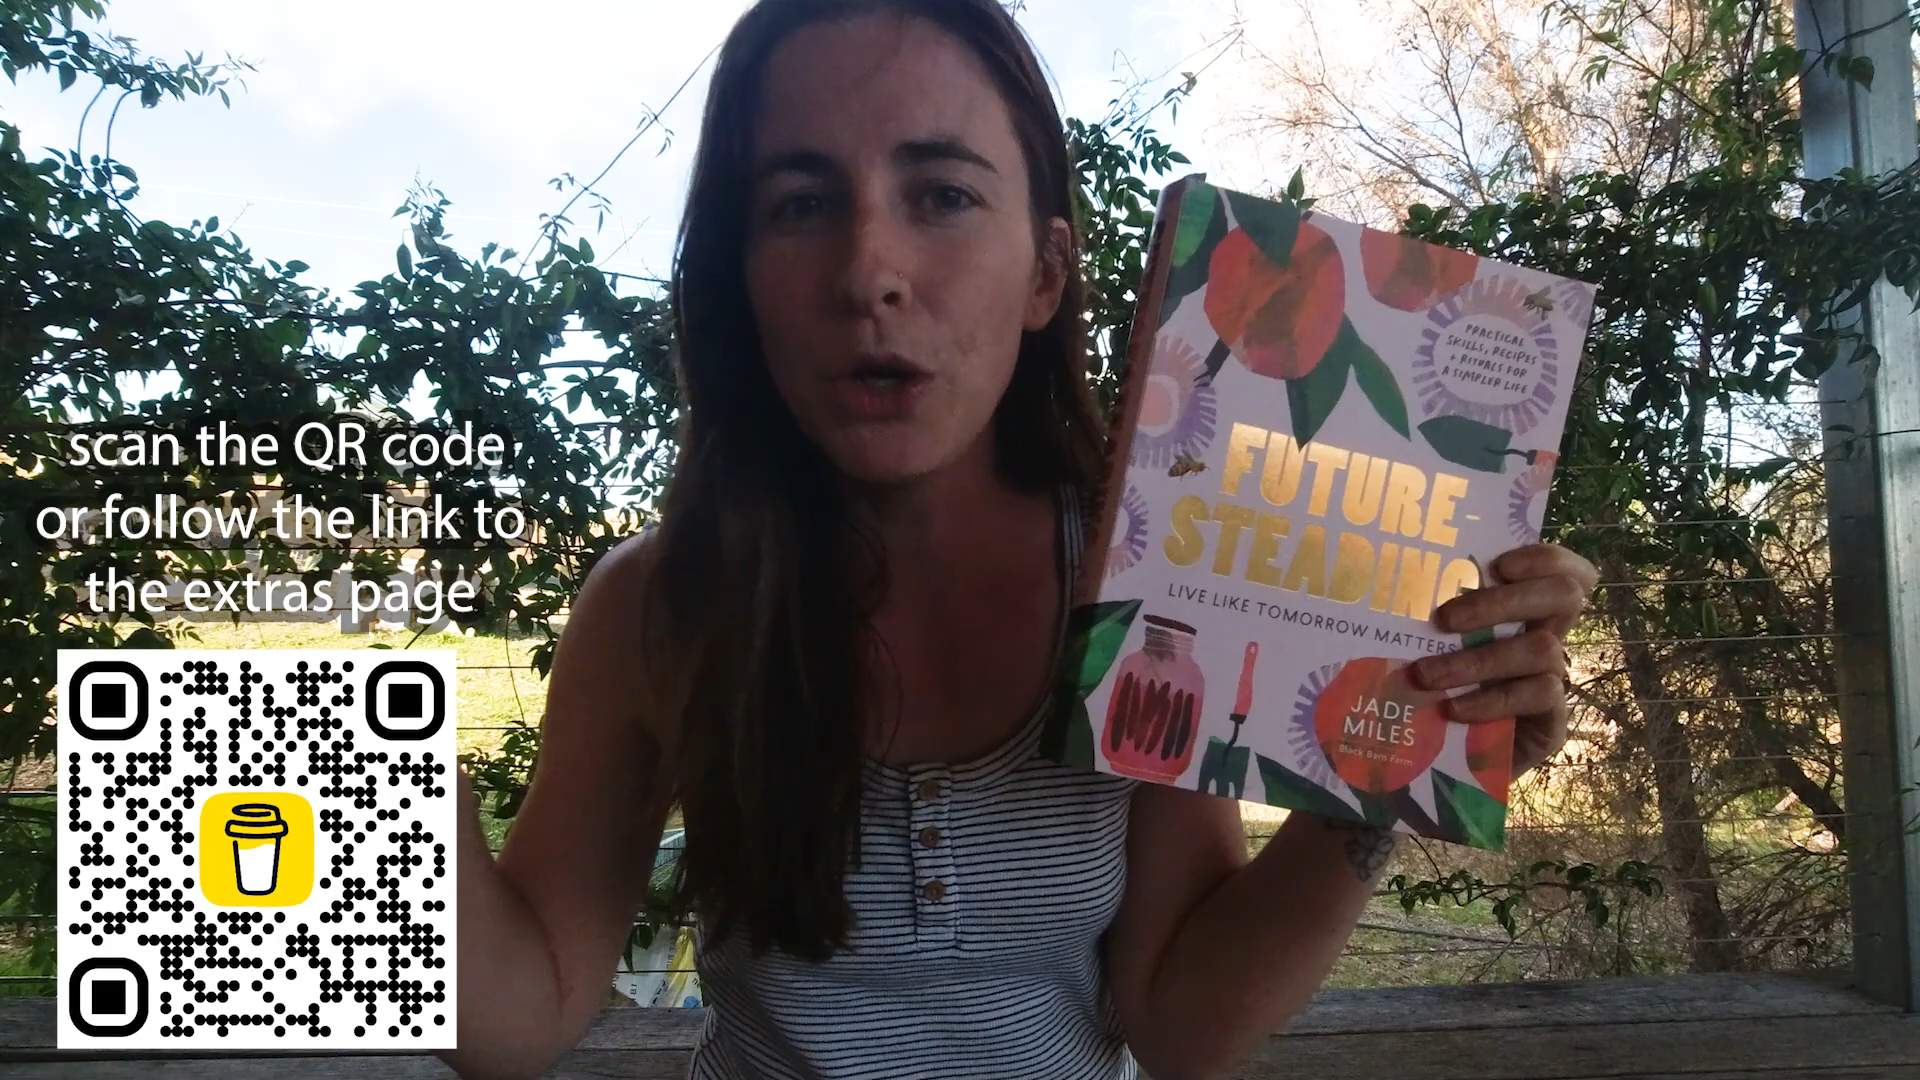 scan the QR code
or follow the link to
the extras page
PRACTICAL
SKILLS, RECIPES
+ RITUALS FOR
A SIMPLER LIFE
FUTURE-
STEADING
LIVE LIKE TOMORROW MATTERS
JADE
MILES
Black Barn Farm